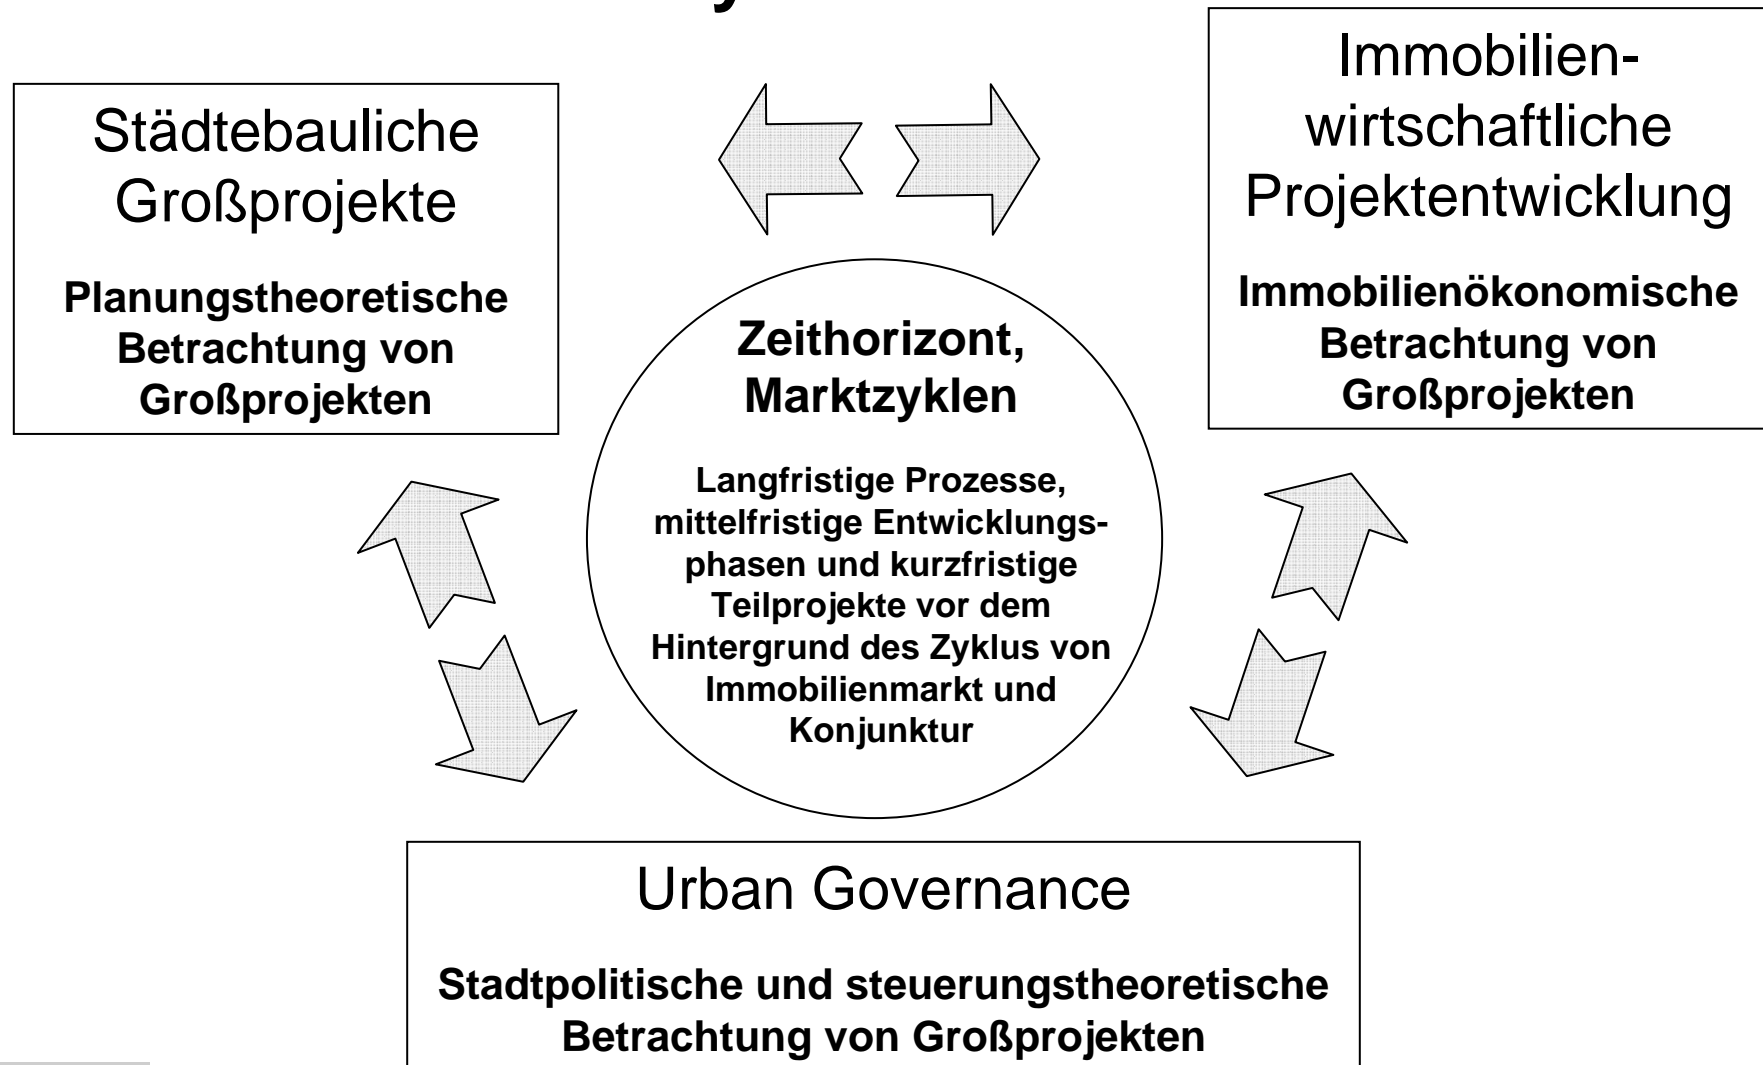 Städtebauliche
Großprojekte
Planungstheoretische
Betrachtung von
Großprojekten
Immobilien-
wirtschaftliche
Projektentwicklung
Immobilienökonomische
Betrachtung von
Großprojekten
Zeithorizont,
Marktzyklen
Langfristige Prozesse,
mittelfristige Entwicklungs-
phasen und kurzfristige
Teilprojekte vor dem
Hintergrund des Zyklus von
Immobilienmarkt und
Konjunktur
Urban Governance
Stadtpolitische und steuerungstheoretische
Betrachtung von Großprojekten